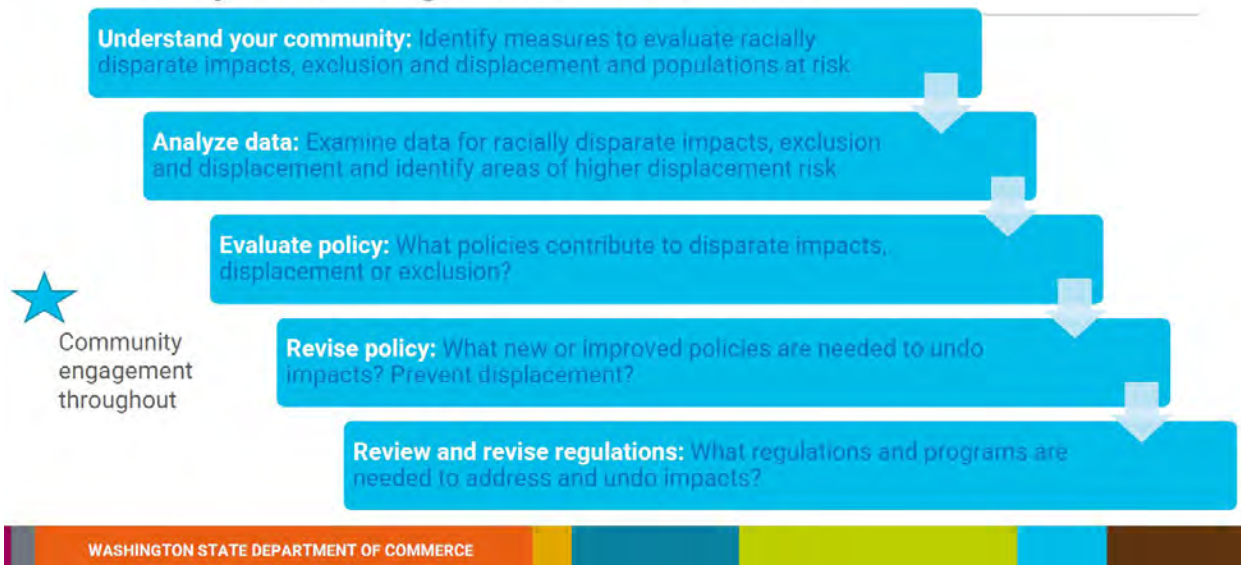 Understand your community: Identify measures to evaluate racially
disparate impacts, exclusion and displacement and populations at risk
Analyze data: Examine data for racially disparate impacts, exclusion
and displacement and identify areas of higher displacement risk
Evaluate policy: What policies contribute to disparate impacts,
displacement or exclusion?
Community
engagement
throughout
Revise policy: What new or improved policies are needed to undo
impacts? Prevent displacement?
Review and revise regulations: What regulations and programs are
needed to address and undo impacts?
WASHINGTON STATE DEPARTMENT OF COMMERCE